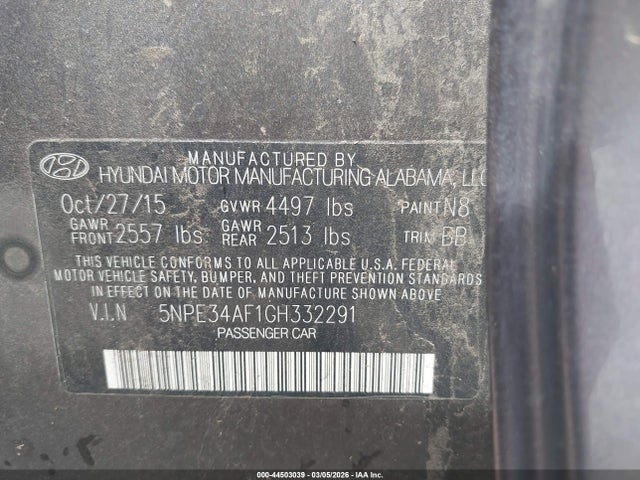 MANUFACTURED BY
HYUNDAI MOTOR MANUFACTURING ALABAMA, LLC
Oct/27/15 GVWR 4497 lbs PAINT N8
GAWR FRONT 2557 lbs GAWR REAR 2513 lbs TRIM BB
THIS VEHICLE CONFORMS TO ALL APPLICABLE U.S.A. FEDERAL
MOTOR VEHICLE SAFETY, BUMPER, AND THEFT PREVENTION STANDARDS
IN EFFECT ON THE DATE OF MANUFACTURE SHOWN ABOVE
V.I.N 5NPE34AF1GH332291
PASSENGER CAR
000-44503039 | 03/05/2026 | IAA Inc.